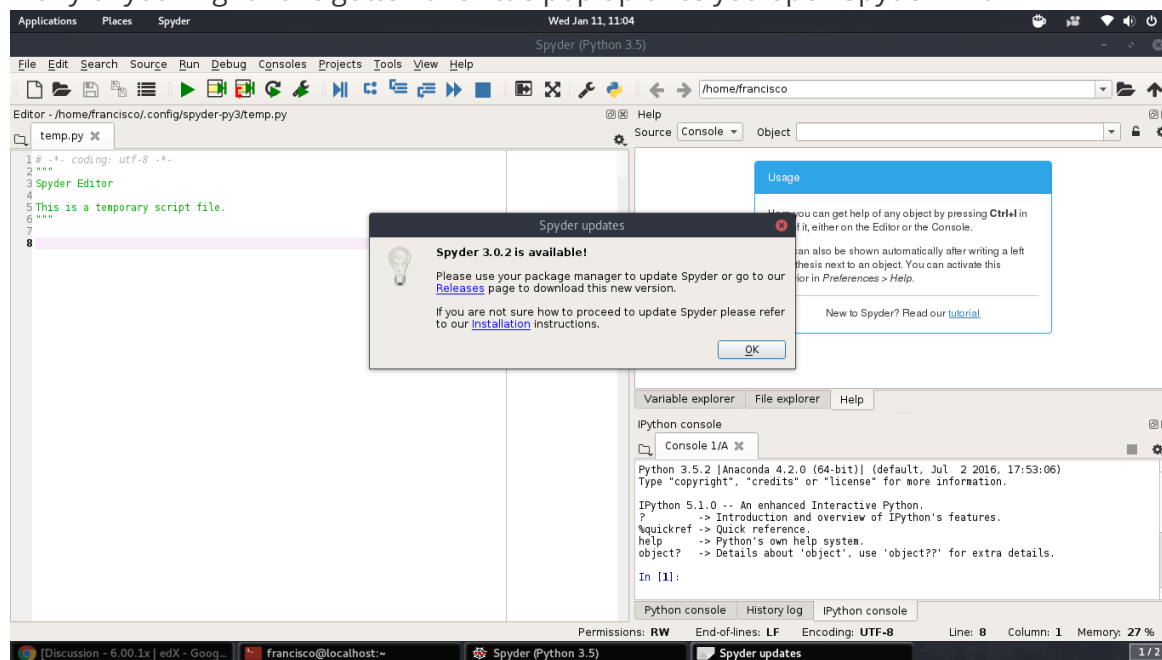 Applications Places Spyder Wed Jan 11, 11:04
Spyder (Python 3.5)
File Edit Search Source Run Debug Consoles Projects Tools View Help
/home/francisco
Editor - /home/francisco/.config/spyder-py3/temp.py
Help
temp.py
Source Console Object
1 # -*- coding: utf-8 -*-
2 """
3 Spyder Editor
4
5 This is a temporary script file.
6 """
7
8
Usage
you can get help of any object by pressing Ctrl+I in
of it, either on the Editor or the Console.
can also be shown automatically after writing a left
next to an object. You can activate this
in Preferences > Help.
New to Spyder? Read our tutorial
Spyder updates
Spyder 3.0.2 is available!
Please use your package manager to update Spyder or go to our
Releases page to download this new version.
If you are not sure how to proceed to update Spyder please refer
to our Installation instructions.
OK
Variable explorer File explorer Help
IPython console
Console 1/A
Python 3.5.2 |Anaconda 4.2.0 (64-bit)| (default, Jul 2 2016, 17:53:06)
Type "copyright", "credits" or "license" for more information.
IPython 5.1.0 -- An enhanced Interactive Python.
? -> Introduction and overview of IPython's features.
%quickref -> Quick reference.
help -> Python's own help system.
object? -> Details about 'object', use 'object??' for extra details.
In [1]:
Python console History log IPython console
Permissions: RW End-of-lines: LF Encoding: UTF-8 Line: 8 Column: 1 Memory: 27 %
[Discussion - 6.00.1x | edX - Goog... francisco@localhost:~ Spyder (Python 3.5) Spyder updates 1 / 2